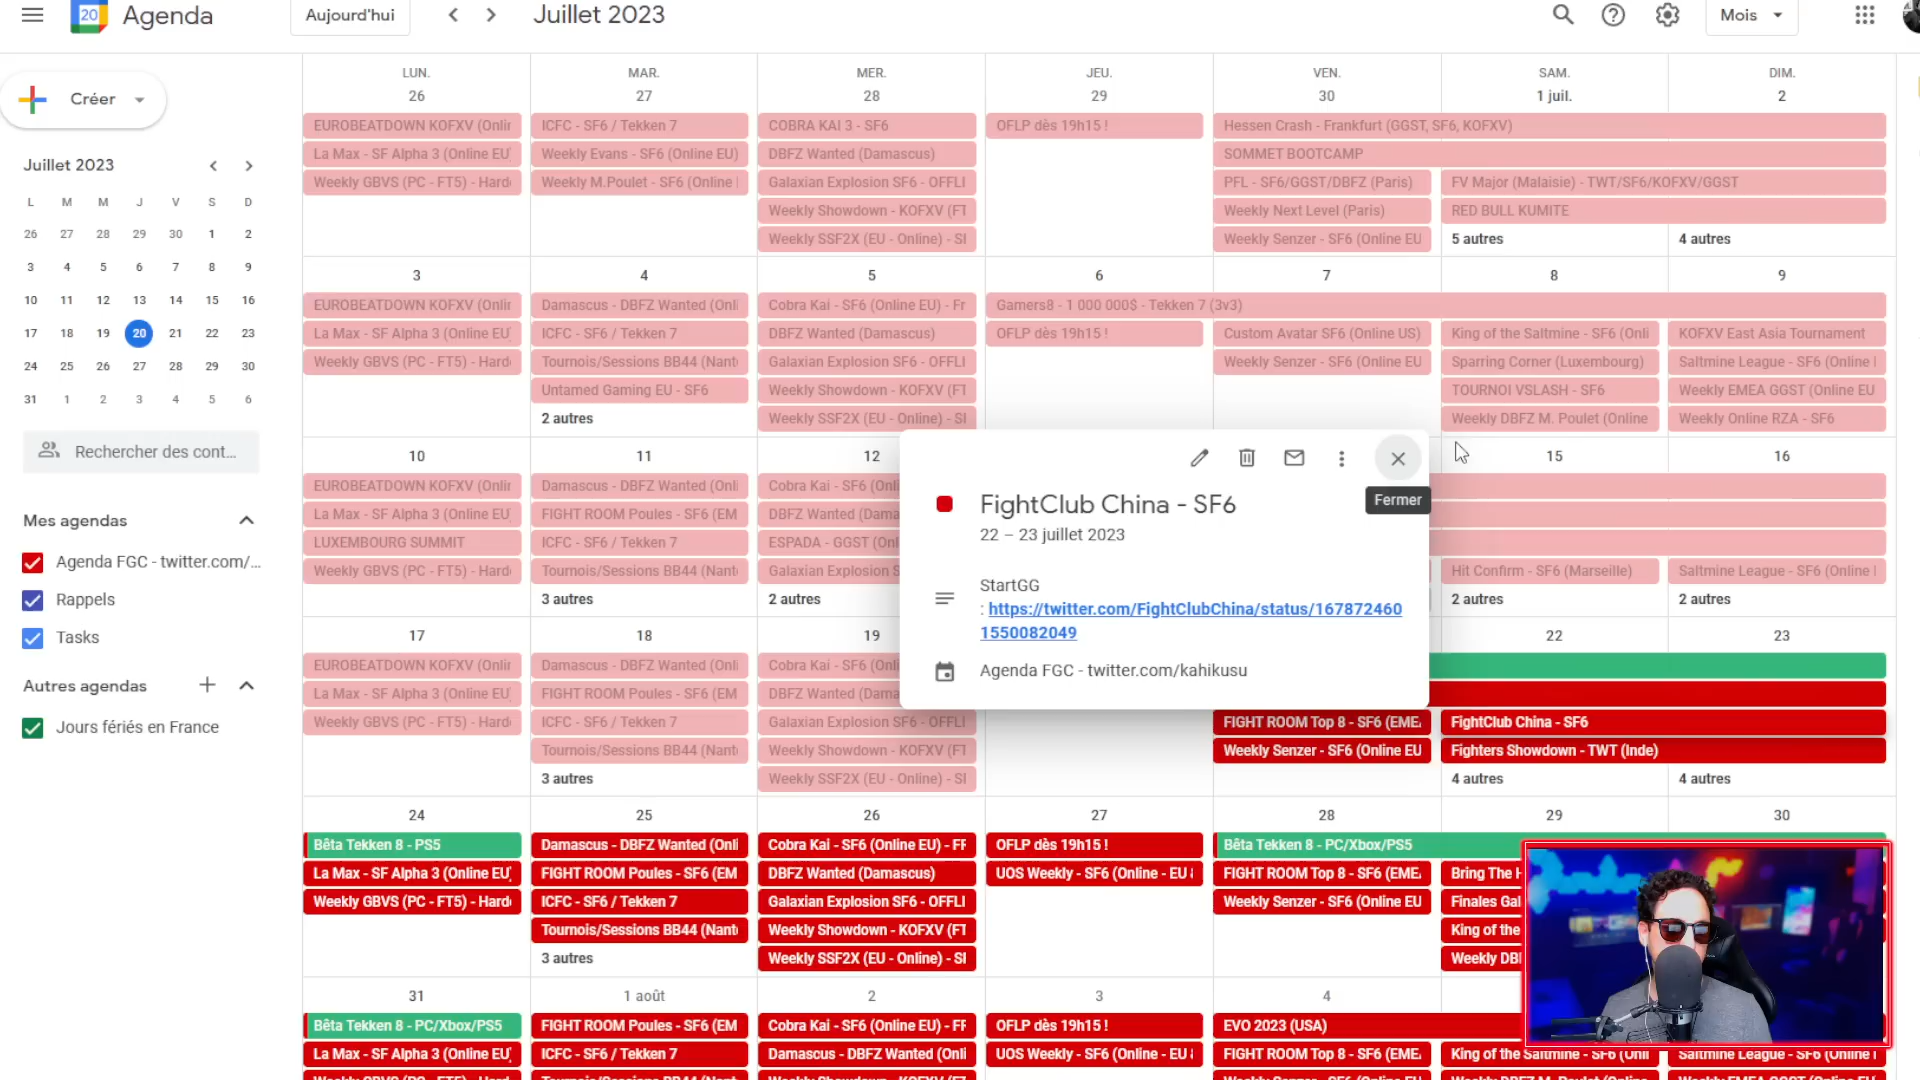 20 Agenda Aujourd'hui Juillet 2023 Mois
Créer
Juillet 2023
L M M J V S D
26 27 28 29 30 1 2
3 4 5 6 7 8 9
10 11 12 13 14 15 16
17 18 19 20 21 22 23
24 25 26 27 28 29 30
31 1 2 3 4 5 6
Rechercher des cont...
Mes agendas
Agenda FGC - twitter.com/...
Rappels
Tasks
Autres agendas
Jours fériés en France
LUN. MAR. MER. JEU. VEN. SAM. DIM.
26 27 28 29 30 1 juil. 2
EUROBEATDOWN KOFXV (Onlin ICFC - SF6 / Tekken 7 COBRA KAI 3 - SF6 OFLP dès 19h15 ! Hessen Crash - Frankfurt (GGST, SF6, KOFXV)
La Max - SF Alpha 3 (Online EU) Weekly Evans - SF6 (Online EU) DBFZ Wanted (Damascus) SOMMET BOOTCAMP
Weekly GBVS (PC - FT5) - Hard Weekly M.Poulet - SF6 (Online Galaxian Explosion SF6 - OFFLI PFL - SF6/GGST/DBFZ (Paris) FV Major (Malaisie) - TWT/SF6/KOFXV/GGST
Weekly Showdown - KOFXV (FT Weekly Next Level (Paris) RED BULL KUMITE
Weekly SSF2X (EU - Online) - SI Weekly Senzer - SF6 (Online EU 5 autres 4 autres
3 4 5 6 7 8 9
EUROBEATDOWN KOFXV (Onlin Damascus - DBFZ Wanted (Onli Cobra Kai - SF6 (Online EU) - Fr Gamers8 - 1 000 000$ - Tekken 7 (3v3)
La Max - SF Alpha 3 (Online EU) ICFC - SF6 / Tekken 7 DBFZ Wanted (Damascus) OFLP dès 19h15 ! Custom Avatar SF6 (Online US) King of the Saltmine - SF6 (Onli KOFXV East Asia Tournament
Weekly GBVS (PC - FT5) - Hard Tournois/Sessions BB44 (Nant Galaxian Explosion SF6 - OFFLI Weekly Senzer - SF6 (Online EU Sparring Corner (Luxembourg) Saltmine League - SF6 (Online
Untamed Gaming EU - SF6 Weekly Showdown - KOFXV (FT TOURNOI VSLASH - SF6 Weekly EMEA GGST (Online EU
2 autres Weekly SSF2X (EU - Online) - SI Weekly DBFZ M. Poulet (Online Weekly Online RZA - SF6
10 11 12 15 16
EUROBEATDOWN KOFXV (Onlin Damascus - DBFZ Wanted (Onli Cobra Kai - SF6 (Onli
La Max - SF Alpha 3 (Online EU) FIGHT ROOM Poules - SF6 (EM DBFZ Wanted (Dama
LUXEMBOURG SUMMIT ICFC - SF6 / Tekken 7 ESPADA - GGST (Onl
Weekly GBVS (PC - FT5) - Hard Tournois/Sessions BB44 (Nant Galaxian Explosion S Hit Confirm - SF6 (Marseille) Saltmine League - SF6 (Online
3 autres 2 autres 2 autres 2 autres
FightClub China - SF6 Fermer
22 – 23 juillet 2023
StartGG
: https://twitter.com/FightClubChina/status/167872460
1550082049
Agenda FGC - twitter.com/kahikusu
17 18 19 22 23
EUROBEATDOWN KOFXV (Onlin Damascus - DBFZ Wanted (Onli Cobra Kai - SF6 (Onli
La Max - SF Alpha 3 (Online EU) FIGHT ROOM Poules - SF6 (EM DBFZ Wanted (Dama
Weekly GBVS (PC - FT5) - Hard ICFC - SF6 / Tekken 7 Galaxian Explosion SF6 - OFFLI FIGHT ROOM Top 8 - SF6 (EME FightClub China - SF6
Tournois/Sessions BB44 (Nant Weekly Showdown - KOFXV (FT Weekly Senzer - SF6 (Online EU Fighters Showdown - TWT (Inde)
3 autres Weekly SSF2X (EU - Online) - SI 4 autres 4 autres
24 25 26 27 28 29 30
Bêta Tekken 8 - PS5 Damascus - DBFZ Wanted (Onli Cobra Kai - SF6 (Online EU) - FF OFLP dès 19h15 ! Bêta Tekken 8 - PC/Xbox/PS5
La Max - SF Alpha 3 (Online EU) FIGHT ROOM Poules - SF6 (EM DBFZ Wanted (Damascus) UOS Weekly - SF6 (Online - EU FIGHT ROOM Top 8 - SF6 (EME Bring The
Weekly GBVS (PC - FT5) - Hard ICFC - SF6 / Tekken 7 Galaxian Explosion SF6 - OFFLI Weekly Senzer - SF6 (Online EU Finales Gal
Tournois/Sessions BB44 (Nant Weekly Showdown - KOFXV (FT King of the
3 autres Weekly SSF2X (EU - Online) - SI Weekly DBI
31 1 août 2 3 4
Bêta Tekken 8 - PC/Xbox/PS5 FIGHT ROOM Poules - SF6 (EM Cobra Kai - SF6 (Online EU) - FF OFLP dès 19h15 ! EVO 2023 (USA)
La Max - SF Alpha 3 (Online EU) ICFC - SF6 / Tekken 7 Damascus - DBFZ Wanted (Onli UOS Weekly - SF6 (Online - EU FIGHT ROOM Top 8 - SF6 (EME King of the Saltmine - SF6 (Onli Saltmine League - SF6 (Online